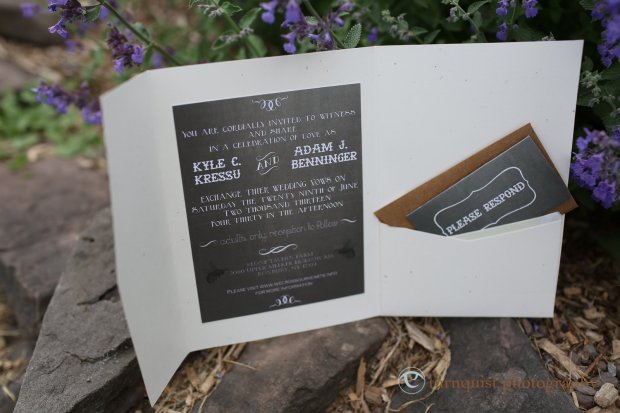 YOU ARE CORDIALLY INVITED TO WITNESS
AND SHARE
IN A CELEBRATION OF LOVE AS
KYLE C.
KRESSU
AND
ADAM J.
BENNINGER
EXCHANGE THEIR WEDDING VOWS ON
SATURDAY THE TWENTY NINTH OF JUNE
TWO THOUSAND THIRTEEN
FOUR THIRTY IN THE AFTERNOON
adults only reception to follow
PLEASE VISIT
FOR MORE INFORMATION
PLEASE RESPOND
turnquist photography